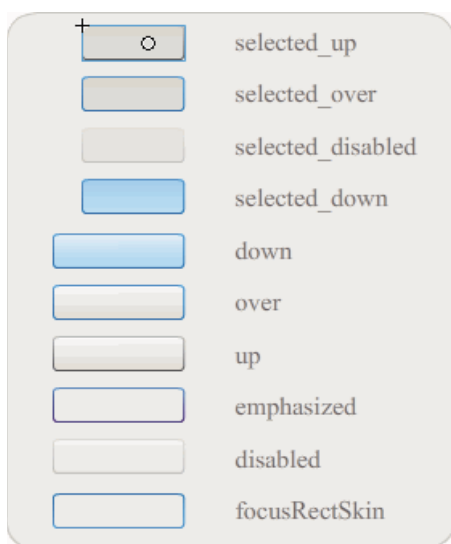 selected_up
selected_over
selected_disabled
selected_down
down
over
up
emphasized
disabled
focusRectSkin